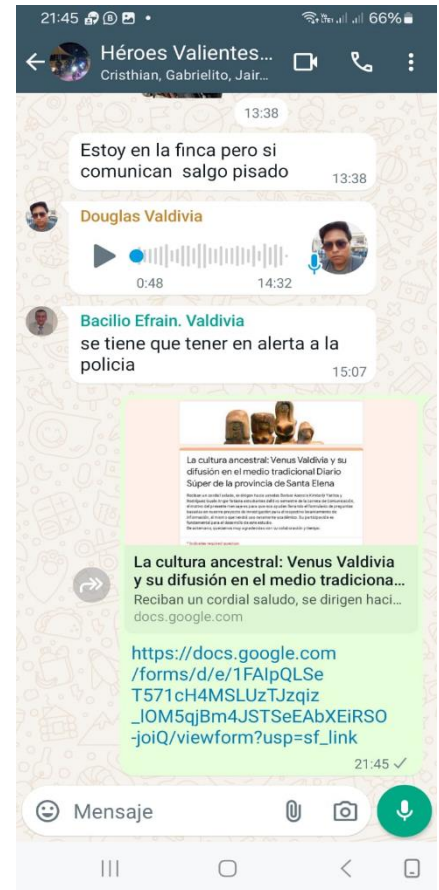 21:45
66%
Héroes Valientes...
Cristhian, Gabrielito, Jair...
13:38
Estoy en la finca pero si
comunican salgo pisado
13:38
Douglas Valdivia
0:48
14:32
Bacilio Efrain. Valdivia
se tiene que tener en alerta a la
policia
15:07
La cultura ancestral: Venus Valdivia y su
difusión en el medio tradicional Diario
Súper de la provincia de Santa Elena
La cultura ancestral: Venus Valdivia
y su difusión en el medio tradiciona...
Reciban un cordial saludo, se dirigen haci...
docs.google.com
https://docs.google.com
/forms/d/e/1FAIpQLSe
T571cH4MSLUzTJzqiz
_lOM5qjBm4JSTSeEAbXEiRSO
-joiQ/viewform?usp=sf_link
21:45
Mensaje